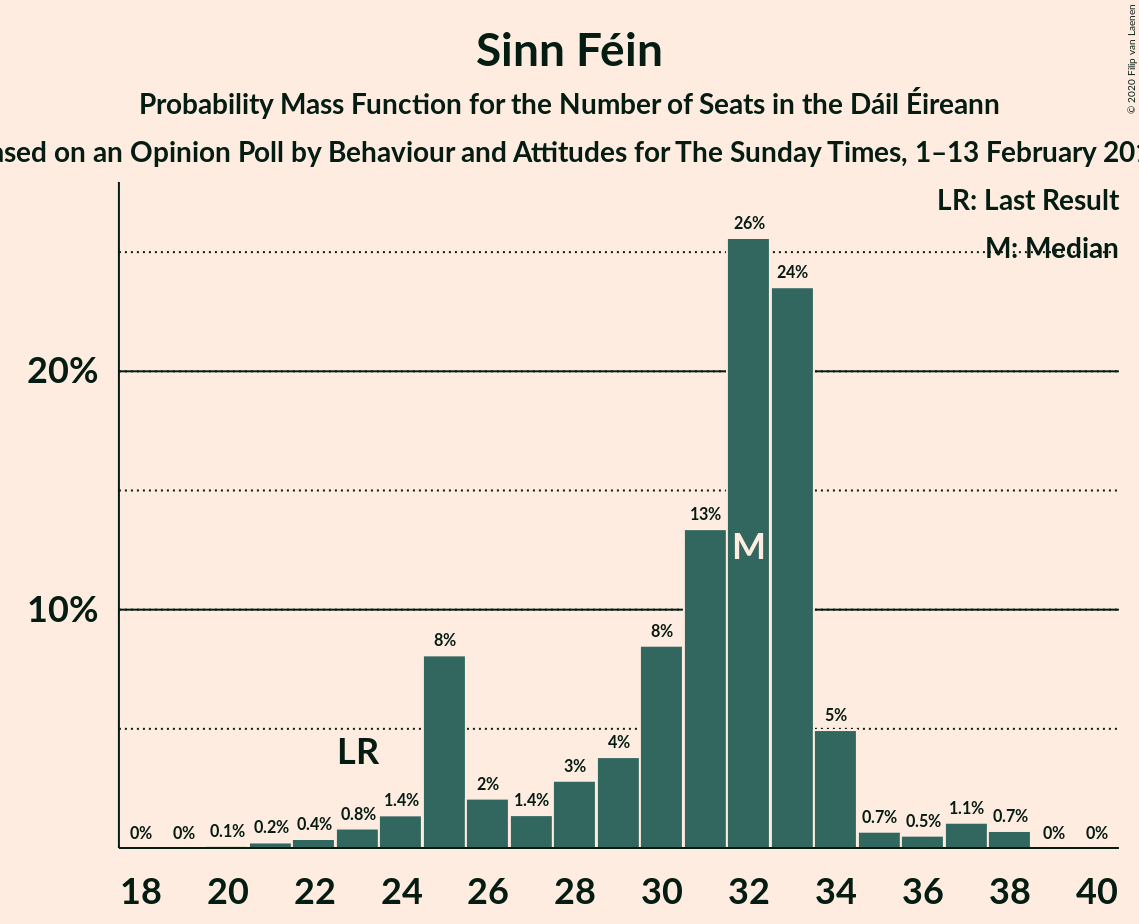 Sinn Féin
Probability Mass Function for the Number of Seats in the Dáil Éireann
on an Opinion Poll by Behaviour and Attitudes for The Sunday Times, 1–13 February
© 2020 Filip van Laenen
LR: Last Result
M: Median
20%
10%
LR
M
0% 0% 0.1% 0.2% 0.4% 0.8% 1.4% 8% 2% 1.4% 3% 4% 8% 13% 26% 24% 5% 0.7% 0.5% 1.1% 0.7% 0% 0%
18 20 22 24 26 28 30 32 34 36 38 40